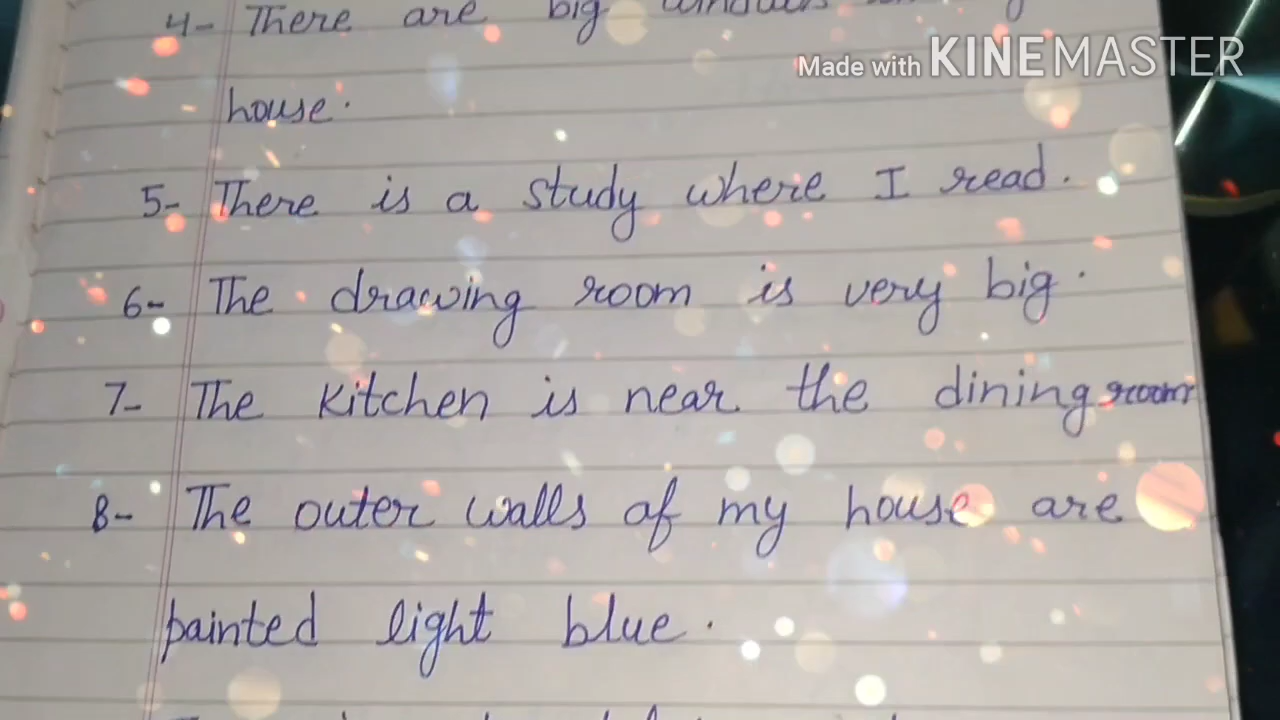 4- There are big windows
Made with KINEMASTER
house.
5- There is a study where I read.
6- The drawing room is very big.
7- The kitchen is near the dining room
8- The outer walls of my house are
painted light blue.